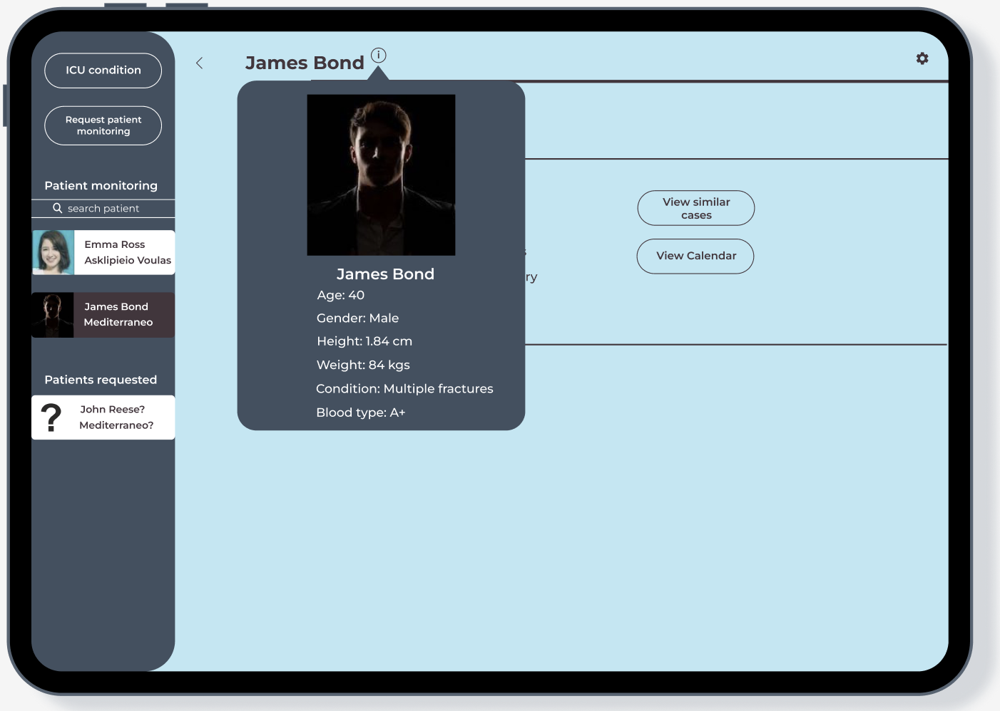 ICU condition
Request patient
monitoring
Patient monitoring
search patient
Emma Ross
Asklipieio Voulas
James Bond
Mediterraneo
Patients requested
?
John Reese?
Mediterraneo?
James Bond
i
James Bond
Age: 40
Gender: Male
Height: 1.84 cm
Weight: 84 kgs
Condition: Multiple fractures
Blood type: A+
ry
View similar
cases
View Calendar